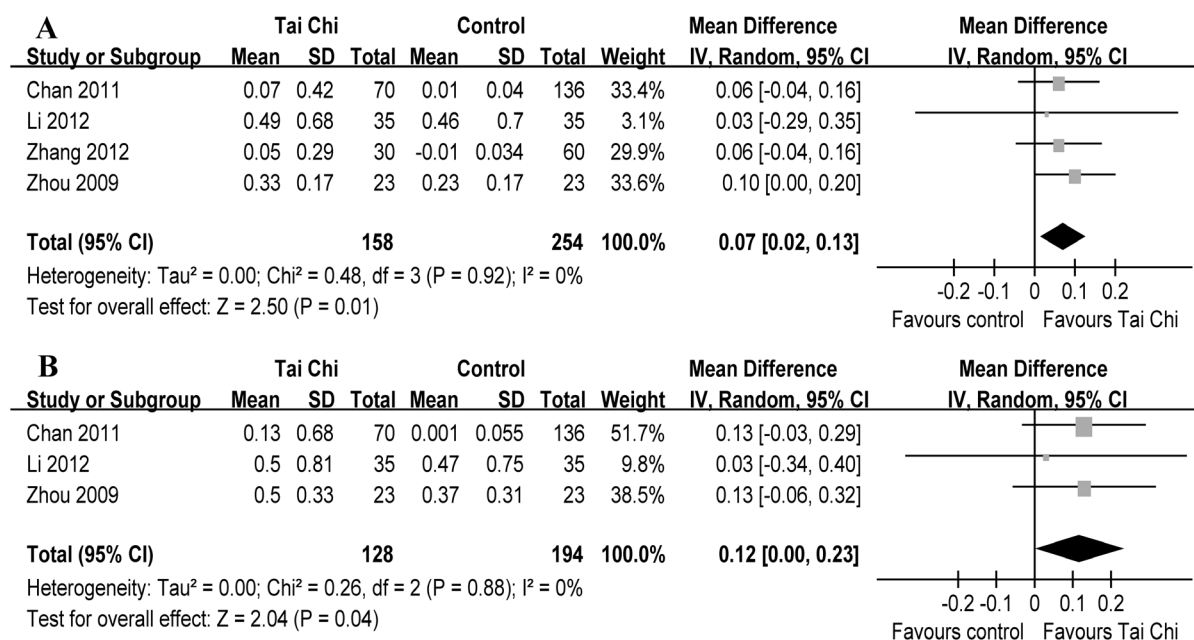 A Tai Chi Control Mean Difference Mean Difference
Study or Subgroup Mean SD Total Mean SD Total Weight IV, Random, 95% CI IV, Random, 95% CI
Chan 2011 0.07 0.42 70 0.01 0.04 136 33.4% 0.06 [-0.04, 0.16]
Li 2012 0.49 0.68 35 0.46 0.7 35 3.1% 0.03 [-0.29, 0.35]
Zhang 2012 0.05 0.29 30 -0.01 0.034 60 29.9% 0.06 [-0.04, 0.16]
Zhou 2009 0.33 0.17 23 0.23 0.17 23 33.6% 0.10 [0.00, 0.20]
Total (95% CI) 158 254 100.0% 0.07 [0.02, 0.13]
Heterogeneity: Tau² = 0.00; Chi² = 0.48, df = 3 (P = 0.92); I² = 0%
Test for overall effect: Z = 2.50 (P = 0.01)
-0.2 -0.1 0 0.1 0.2
Favours control Favours Tai Chi
B Tai Chi Control Mean Difference Mean Difference
Study or Subgroup Mean SD Total Mean SD Total Weight IV, Random, 95% CI IV, Random, 95% CI
Chan 2011 0.13 0.68 70 0.001 0.055 136 51.7% 0.13 [-0.03, 0.29]
Li 2012 0.5 0.81 35 0.47 0.75 35 9.8% 0.03 [-0.34, 0.40]
Zhou 2009 0.5 0.33 23 0.37 0.31 23 38.5% 0.13 [-0.06, 0.32]
Total (95% CI) 128 194 100.0% 0.12 [0.00, 0.23]
Heterogeneity: Tau² = 0.00; Chi² = 0.26, df = 2 (P = 0.88); I² = 0%
Test for overall effect: Z = 2.04 (P = 0.04)
-0.2 -0.1 0 0.1 0.2
Favours control Favours Tai Chi